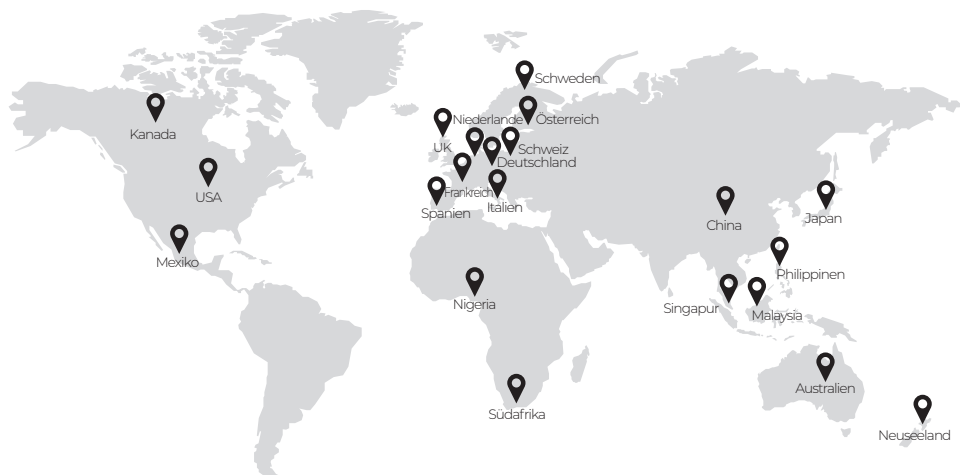 Schweden
Niederlande
Österreich
Kanada
UK
Schweiz
Deutschland
USA
Frankreich
Italien
Spanien
China
Japan
Mexiko
Philippinen
Nigeria
Singapur
Malaysia
Australien
Südafrika
Neuseeland